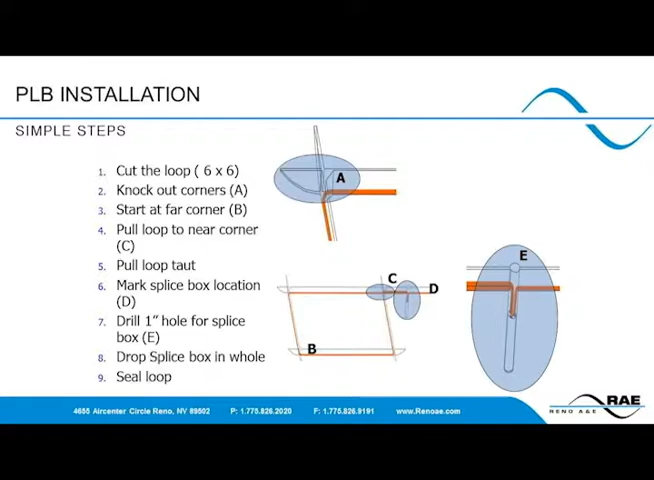 PLB INSTALLATION
SIMPLE STEPS
1. Cut the loop ( 6 x 6)
2. Knock out corners (A)
3. Start at far corner (B)
4. Pull loop to near corner
(C)
5. Pull loop taut
6. Mark splice box location
(D)
7. Drill 1” hole for splice
box (E)
8. Drop Splice box in whole
9. Seal loop
A
B
C
D
E
4655 Aircenter Circle Reno, NV 89502 P: 1.775.826.2020 F: 1.775.826.9191 www.Renoae.com
RAE
RENO A&E